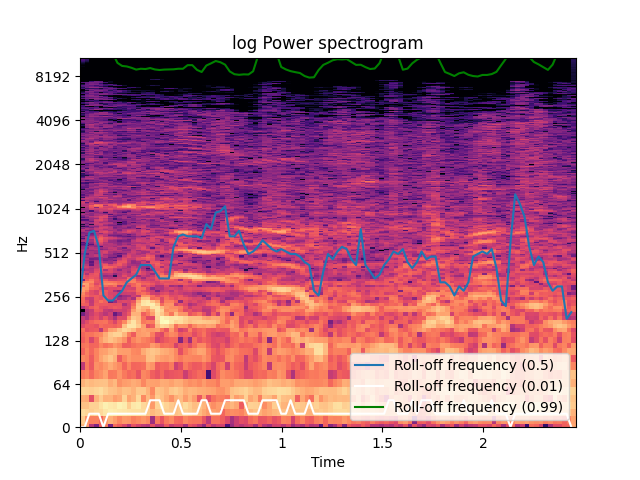 log Power spectrogram
8192
4096
2048
1024
512
256
128
64
0
Hz
0
0.5
1
1.5
2
Time
Roll-off frequency (0.5)
Roll-off frequency (0.01)
Roll-off frequency (0.99)